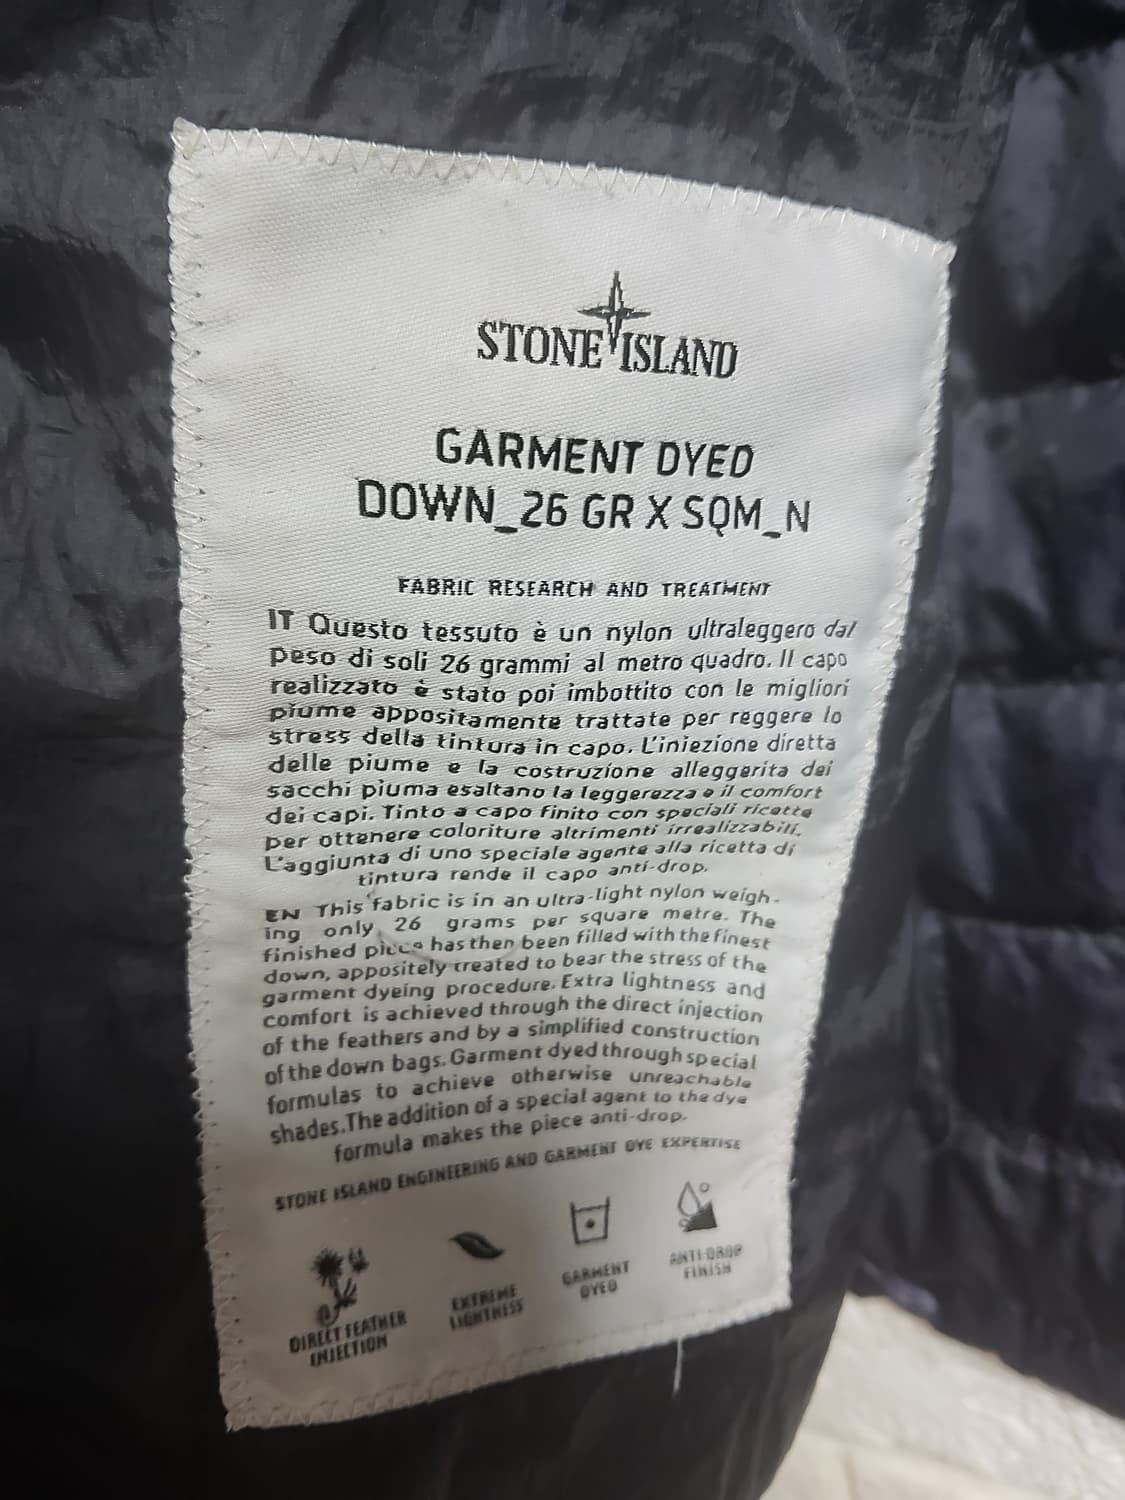 STONE ISLAND
GARMENT DYED
DOWN_26 GR X SQM_N
FABRIC RESEARCH AND TREATMENT
IT Questo tessuto è un nylon ultraleggero dal
peso di soli 26 grammi al metro quadro. Il capo
realizzato è stato poi imbottito con le migliori
piume appositamente trattate per reggere lo
stress della tintura in capo. L'iniezione diretta
delle piume e la costruzione alleggerita dei
sacchi piuma esaltano la leggerezza e il comfort
dei capi. Tinto a capo finito con speciali ricette
per ottenere coloriture altrimenti irrealizzabili.
L'aggiunta di uno speciale agente alla ricetta di
tintura rende il capo anti-drop.
EN This fabric is in an ultra-light nylon weigh-
ing only 26 grams per square metre. The
finished piece has then been filled with the finest
down, appositely treated to bear the stress of the
garment dyeing procedure. Extra lightness and
comfort is achieved through the direct injection
of the feathers and by a simplified construction
of the down bags. Garment dyed through special
formulas to achieve otherwise unreachable
shades. The addition of a special agent to the dye
formula makes the piece anti-drop.
STONE ISLAND ENGINEERING AND GARMENT DYE EXPERTISE
DIRECT FEATHER
INJECTION
EXTREME
LIGHTNESS
GARMENT
DYED
ANTI-DROP
FINISH